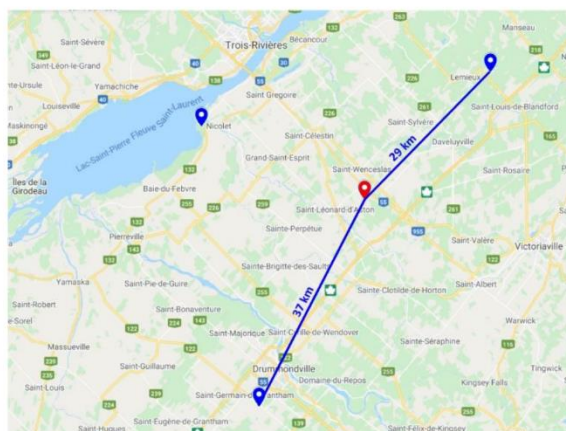 Manseau
Saint-Sévère
Bécancour
Trois-Rivières
Saint-Léon-le-Grand
Lemieux
Yamachiche
Saint-Louis-de-Blandford
Louiseville
Saint Gregoire
Saint-Sylvère
Maskinongé
Lac-Saint-Pierre Fleuve Saint-Laurent
Nicolet
Saint-Célestin
Daveluyville
29 km
Grand-Saint-Esprit
Saint-Wenceslas
Saint-Rosaire
Îles de la
Girodeau
Baie-du-Febvre
Saint-Léonard-d'Aston
Pierreville
Sainte-Perpétue
Saint-Valère
Victoriaville
Yamaska
Saint-Pie-de-Guire
Sainte-Brigitte-des-Saults
Saint-Albert
Sainte-Clotilde-de-Horton
37 km
Saint-Robert
Saint-Bonaventure
Warwick
Saint-Majorique
Saint-Cyrille-de-Wendover
Massueville
Sainte-Séraphine
Saint-Guillaume
Drummondville
Tingwick
Saint-Louis
Domaine-du-Repos
Kingsey Falls
Saint-Germain-de-Grantham
Saint-Hugues
Saint-Eugène-de-Grantham
Saint-Félix-de-Kingsey